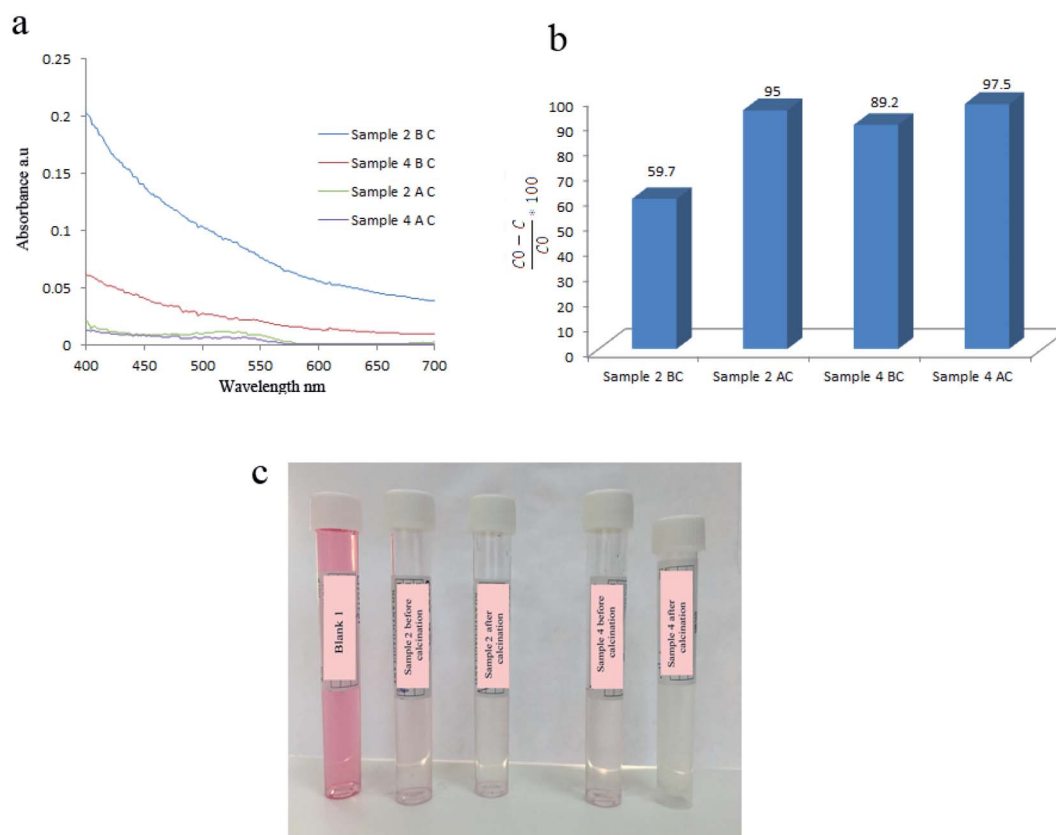 a
0.25
0.2
0.15
0.1
0.05
0
Absorbance a.u
400 450 500 550 600 650 700
Wavelength nm
Sample 2 B C
Sample 4 B C
Sample 2 A C
Sample 4 A C
b
100
90
80
70
60
50
40
30
20
10
0
C0 − C
C0
* 100
59.7
95
89.2
97.5
Sample 2 BC Sample 2 AC Sample 4 BC Sample 4 AC
c
Blank 1
Sample 2 before
calcination
Sample 2 after
calcination
Sample 4 before
calcination
Sample 4 after
calcination